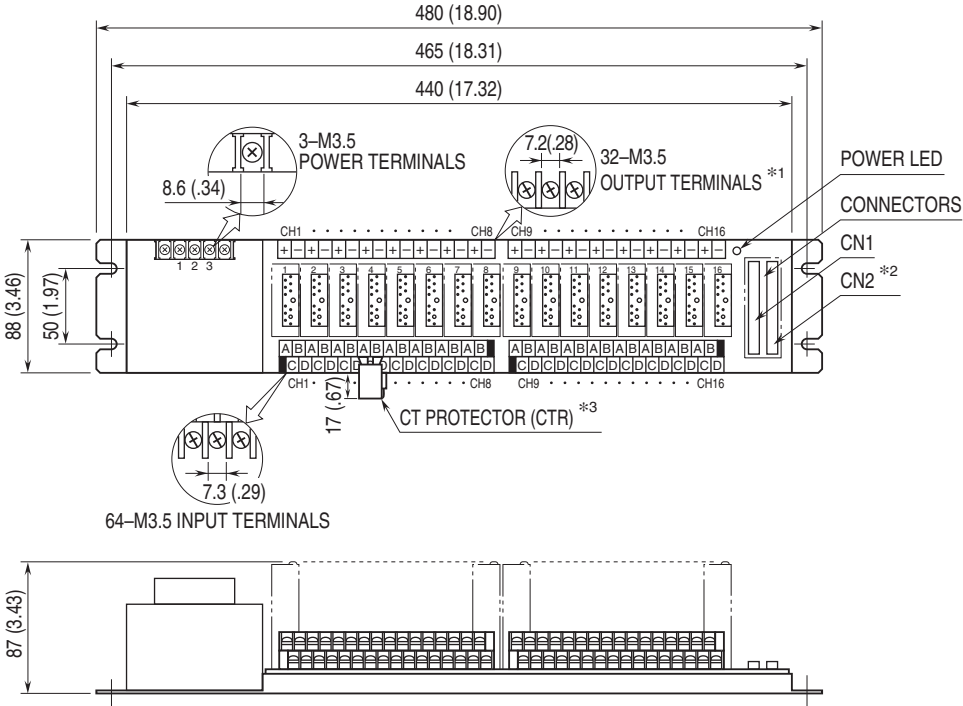 480 (18.90)
465 (18.31)
440 (17.32)
3–M3.5
POWER TERMINALS
8.6 (.34)
7.2(.28)
32–M3.5
OUTPUT TERMINALS *1
POWER LED
CONNECTORS
CN1
CN2 *2
88 (3.46)
50 (1.97)
1 2 3
CH1 · · · · · · · · · · · CH8 CH9 · · · · · · · · · · · CH16
+ − + − + − + − + − + − + − + − + − + − + − + − + − + − + − + −
1 2 3 4 5 6 7 8 9 10 11 12 13 14 15 16
A B A B A B A B A B A B A B A B A B A B A B A B A B A B A B A B
C D C D C D C D C D C D C D C D C D C D C D C D C D C D C D
CH1 · · · · · · · · CH8 CH9 · · · · · · · · · · · CH16
17 (.67)
CT PROTECTOR (CTR) *3
7.3 (.29)
64–M3.5 INPUT TERMINALS
87 (3.43)